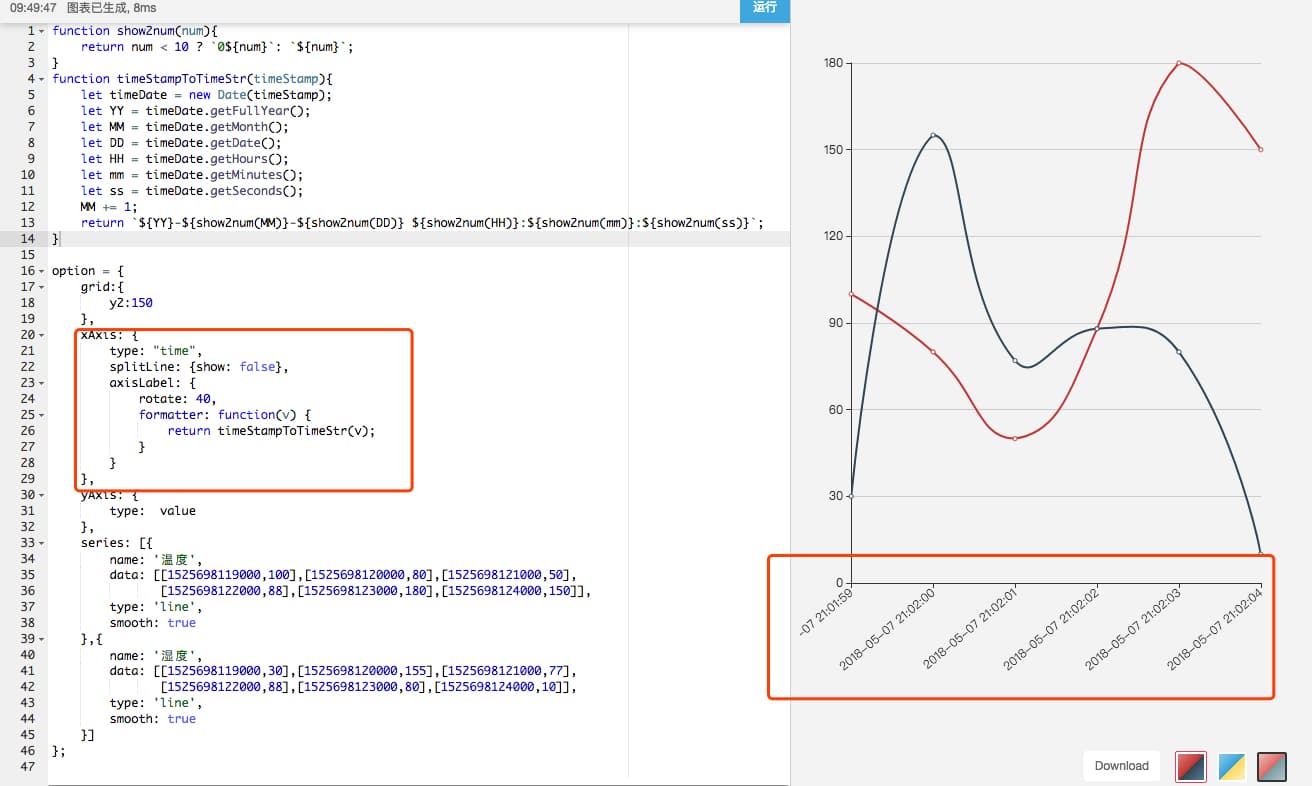 09:49:47 图表已生成, 8ms
运行
1 function show2num(num){
2 return num < 10 ? `0${num}`: `${num}`;
3 }
4 function timeStampToTimeStr(timeStamp){
5 let timeDate = new Date(timeStamp);
6 let YY = timeDate.getFullYear();
7 let MM = timeDate.getMonth();
8 let DD = timeDate.getDate();
9 let HH = timeDate.getHours();
10 let mm = timeDate.getMinutes();
11 let ss = timeDate.getSeconds();
12 MM += 1;
13 return `${YY}-${show2num(MM)}-${show2num(DD)} ${show2num(HH)}:${show2num(mm)}:${show2num(ss)}`;
14 }
15
16 option = {
17 grid:{
18 y2:150
19 },
20 xAxis: {
21 type: "time",
22 splitLine: {show: false},
23 axisLabel: {
24 rotate: 40,
25 formatter: function(v) {
26 return timeStampToTimeStr(v);
27 }
28 }
29 },
30 yAxis: {
31 type: value
32 },
33 series: [{
34 name: '温度',
35 data: [[1525698119000,100],[1525698120000,80],[1525698121000,50],
36 [1525698122000,88],[1525698123000,180],[1525698124000,150]],
37 type: 'line',
38 smooth: true
39 },{
40 name: '湿度',
41 data: [[1525698119000,30],[1525698120000,155],[1525698121000,77],
42 [1525698122000,88],[1525698123000,80],[1525698124000,10]],
43 type: 'line',
44 smooth: true
45 }]
46 };
47
180
150
120
90
60
30
0
-07 21:01:59
2018-05-07 21:02:00
2018-05-07 21:02:01
2018-05-07 21:02:02
2018-05-07 21:02:03
2018-05-07 21:02:04
Download